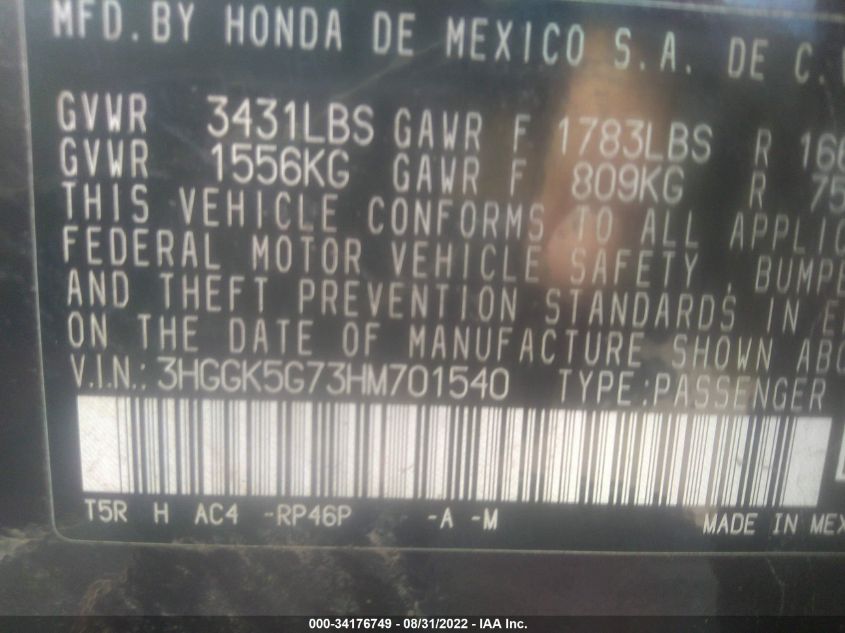 MFD. BY HONDA DE MEXICO S.A. DE C.
GVWR 3431LBS GAWR F 1783LBS R 
GVWR 1556KG GAWR F 809KG R 
THIS VEHICLE CONFORMS TO ALL
FEDERAL MOTOR VEHICLE SAFETY, 
AND THEFT PREVENTION STANDARDS IN
ON THE DATE OF MANUFACTURE SHOWN
V.I.N.: 3HGGK5G73HM701540 TYPE:PASSENGER
T5R H AC4 -RP46P -A -M MADE IN
000-34176749 - 08/31/2022 - IAA Inc.